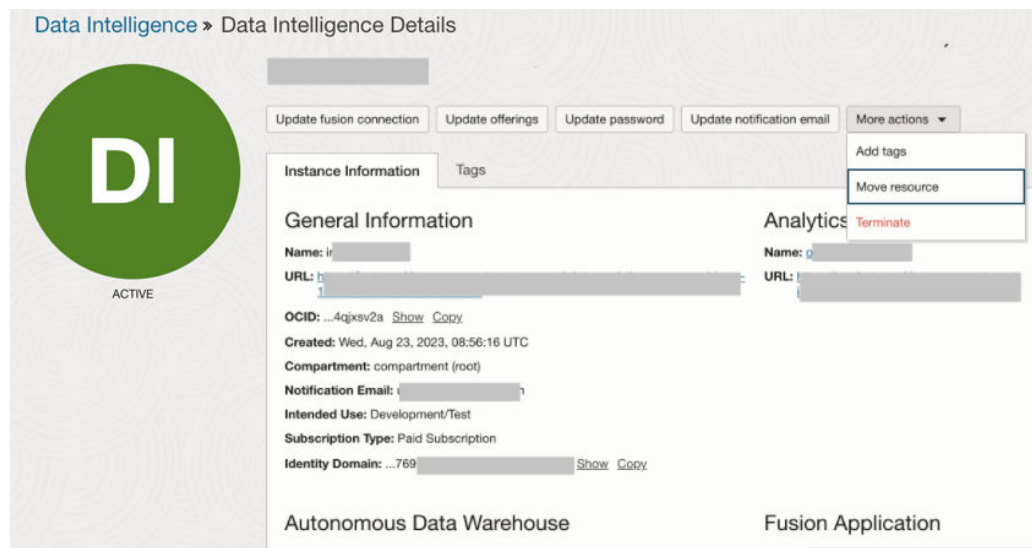 Data Intelligence » Data Intelligence Details
DI
ACTIVE
Update fusion connection
Update offerings
Update password
Update notification email
More actions
Add tags
Move resource
Terminate
Instance Information
Tags
General Information
Name:
URL:
OCID: ...4qjxsv2a Show Copy
Created: Wed, Aug 23, 2023, 08:56:16 UTC
Compartment: compartment (root)
Notification Email:
Intended Use: Development/Test
Subscription Type: Paid Subscription
Identity Domain: ...769 Show Copy
Analytics
Name: g
URL:
Autonomous Data Warehouse
Fusion Application